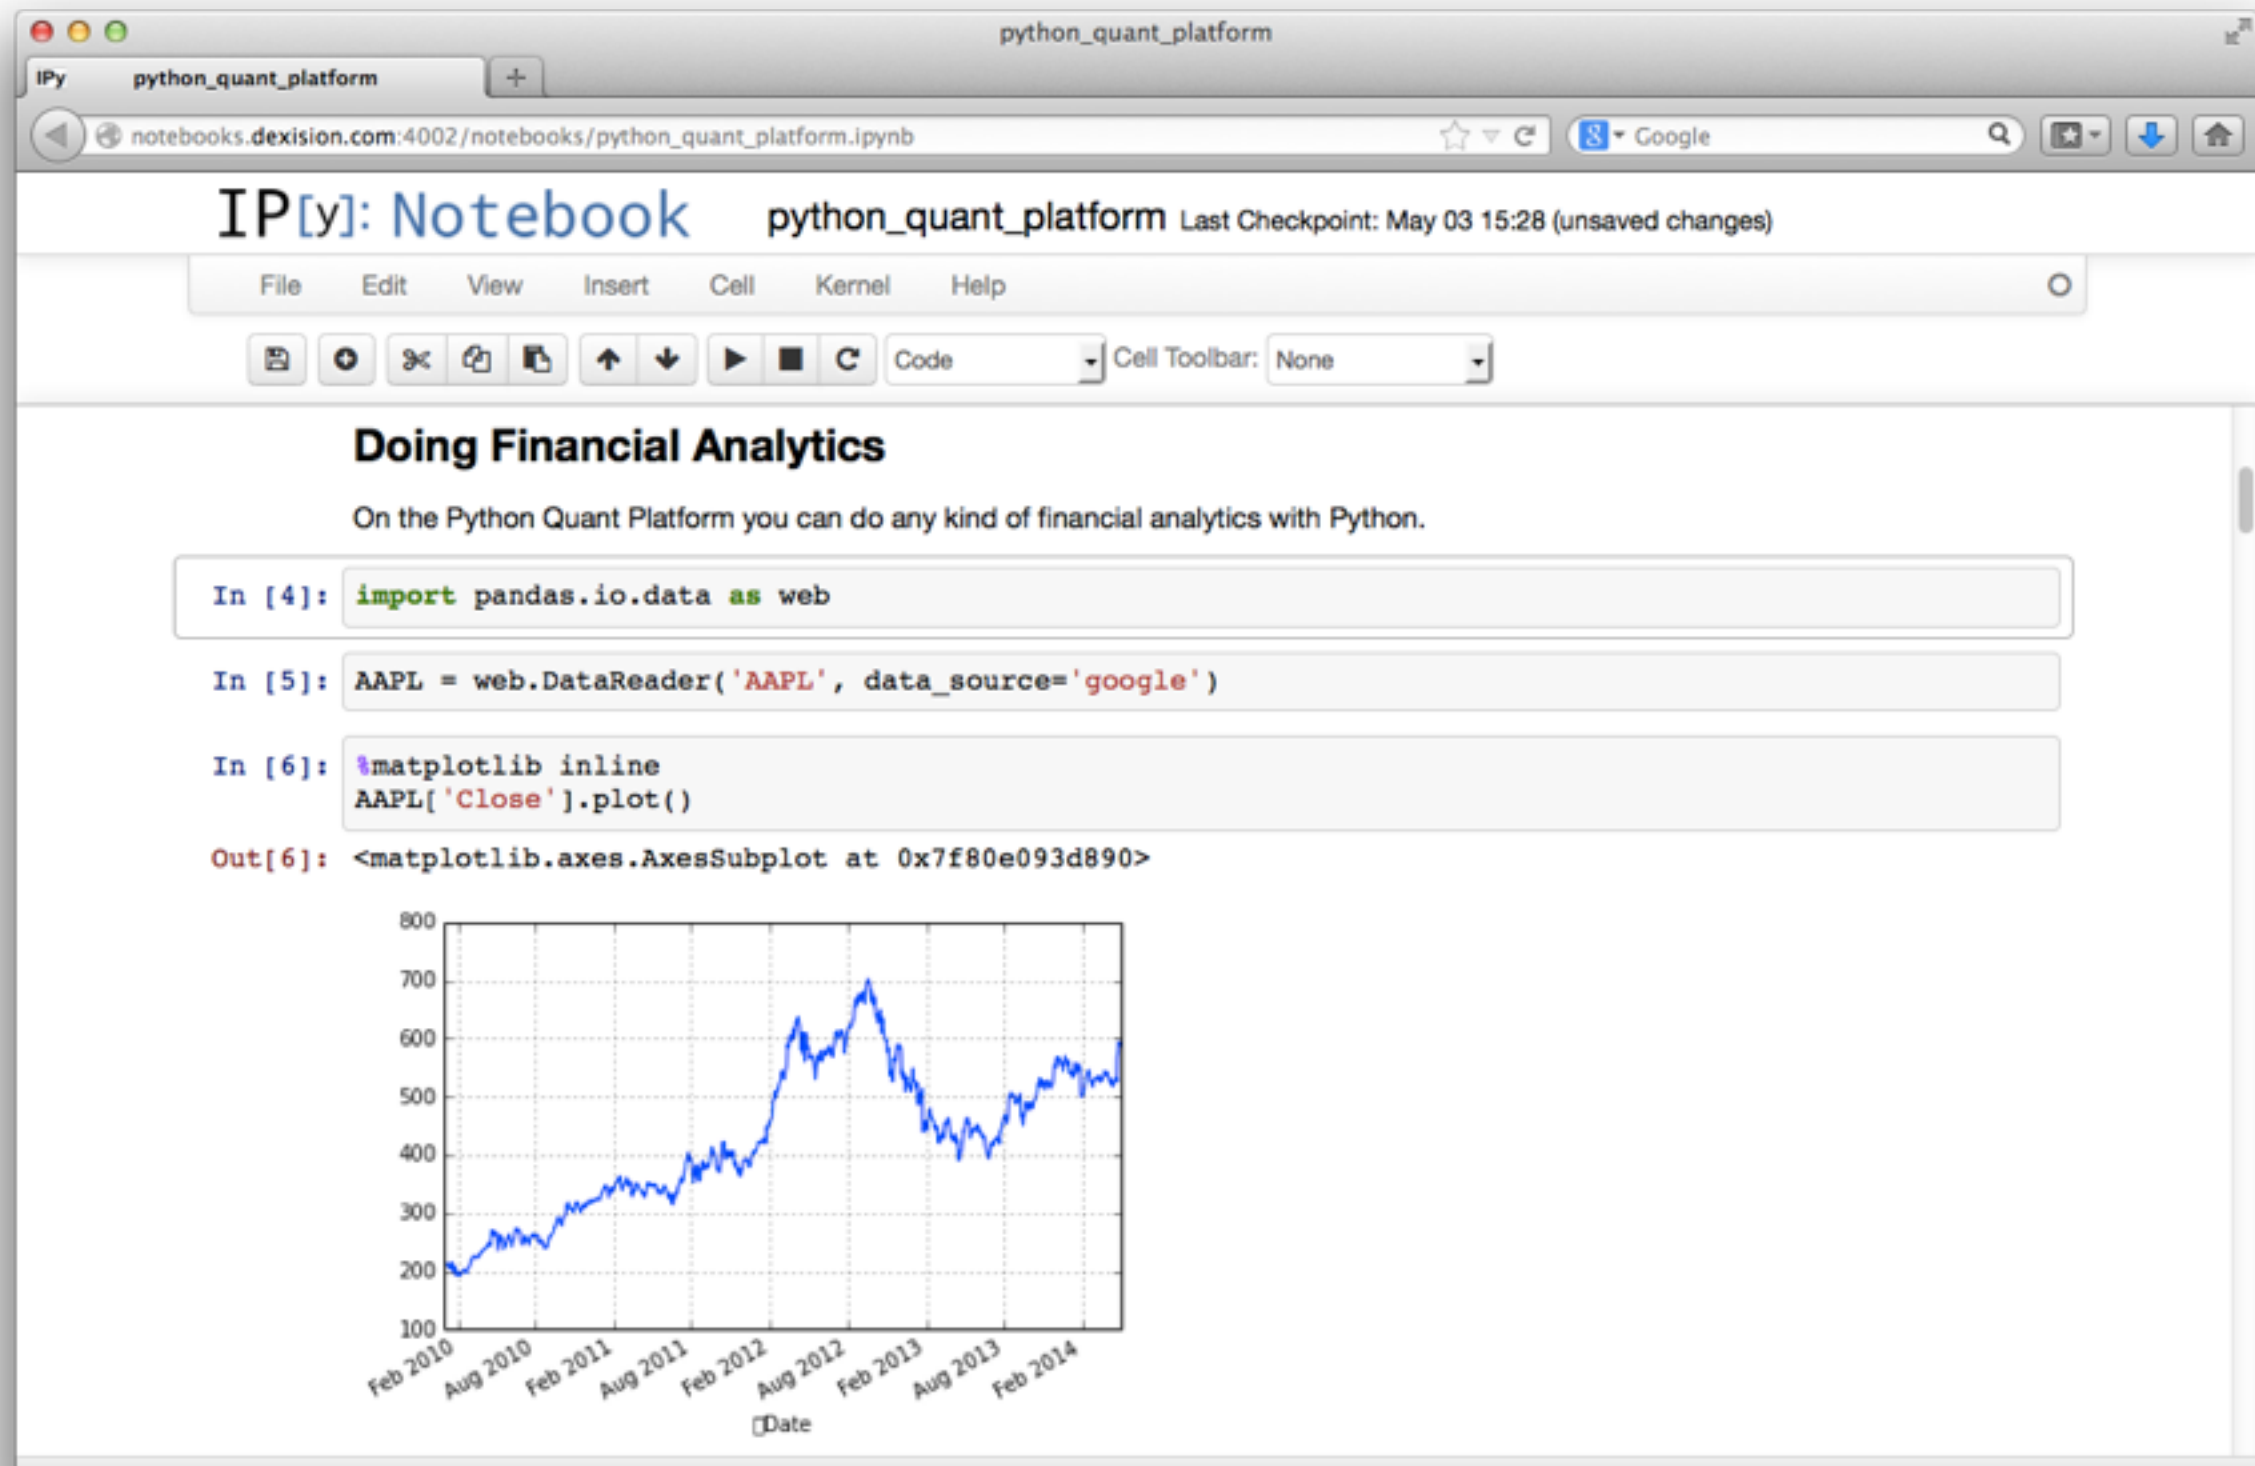 python_quant_platform
IPy python_quant_platform +
notebooks.dexision.com:4002/notebooks/python_quant_platform.ipynb 8 Google
IP[y]: Notebook python_quant_platform Last Checkpoint: May 03 15:28 (unsaved changes)
File Edit View Insert Cell Kernel Help
Code Cell Toolbar: None
Doing Financial Analytics
On the Python Quant Platform you can do any kind of financial analytics with Python.
In [4]: import pandas.io.data as web
In [5]: AAPL = web.DataReader('AAPL', data_source='google')
In [6]: %matplotlib inline
AAPL['Close'].plot()
Out[6]: <matplotlib.axes.AxesSubplot at 0x7f80e093d890>
800
700
600
500
400
300
200
100
Feb 2010 Aug 2010 Feb 2011 Aug 2011 Feb 2012 Aug 2012 Feb 2013 Aug 2013 Feb 2014
▯Date